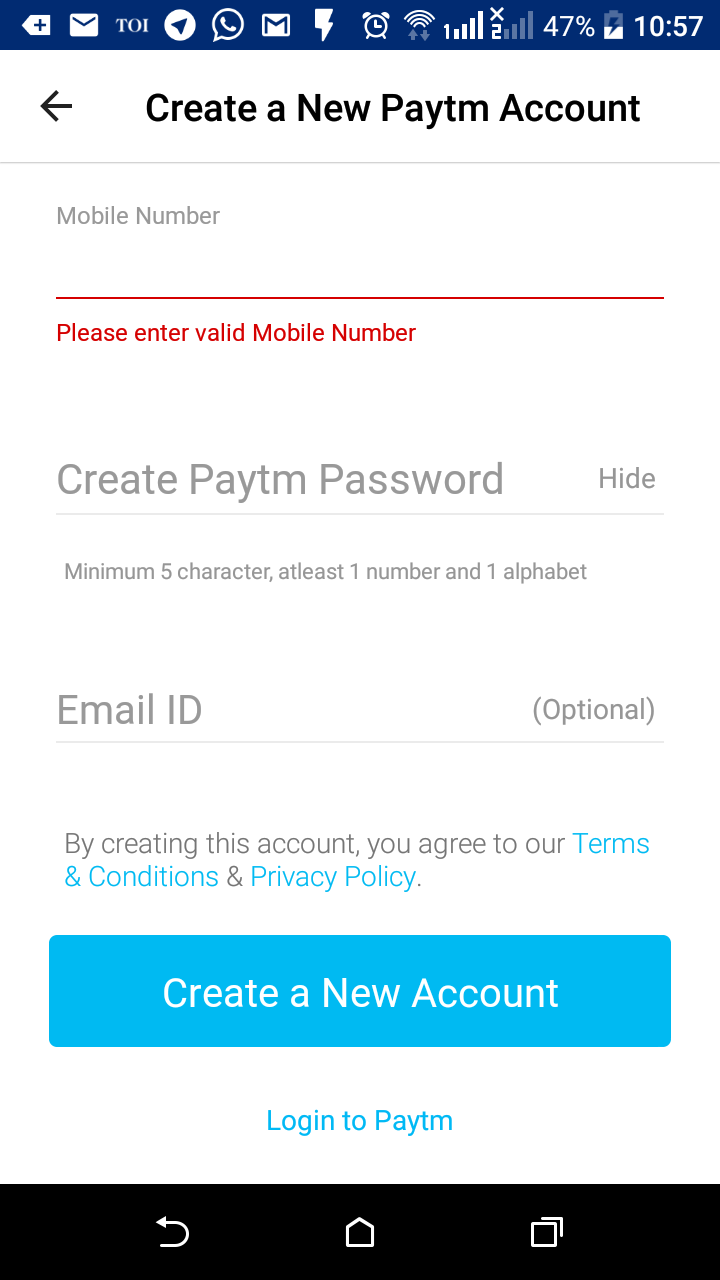 TOI 1 2 47% 10:57
Create a New Paytm Account
Mobile Number
Please enter valid Mobile Number
Create Paytm Password Hide
Minimum 5 character, atleast 1 number and 1 alphabet
Email ID (Optional)
By creating this account, you agree to our Terms
& Conditions & Privacy Policy.
Create a New Account
Login to Paytm